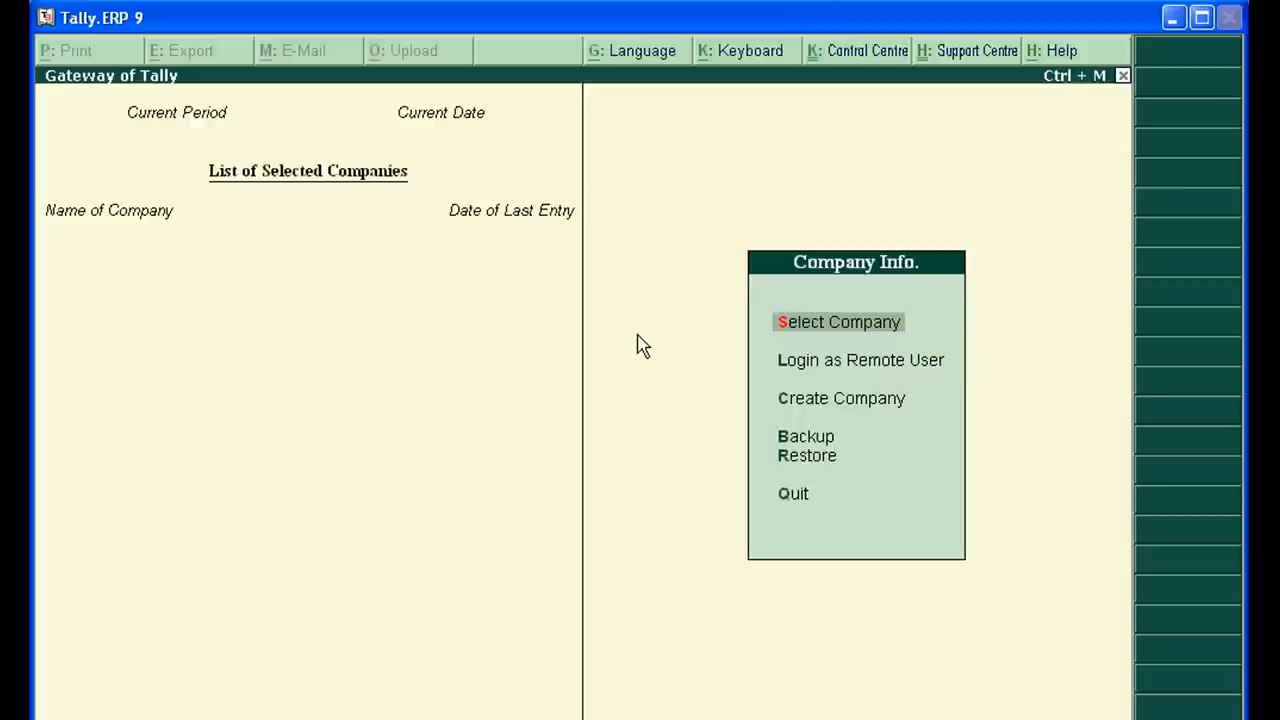 Tally.ERP 9
P: Print E: Export M: E-Mail O: Upload G: Language K: Keyboard K: Control Centre H: Support Centre H: Help
Gateway of Tally Ctrl + M
Current Period Current Date
List of Selected Companies
Name of Company Date of Last Entry
Company Info.
Select Company
Login as Remote User
Create Company
Backup
Restore
Quit